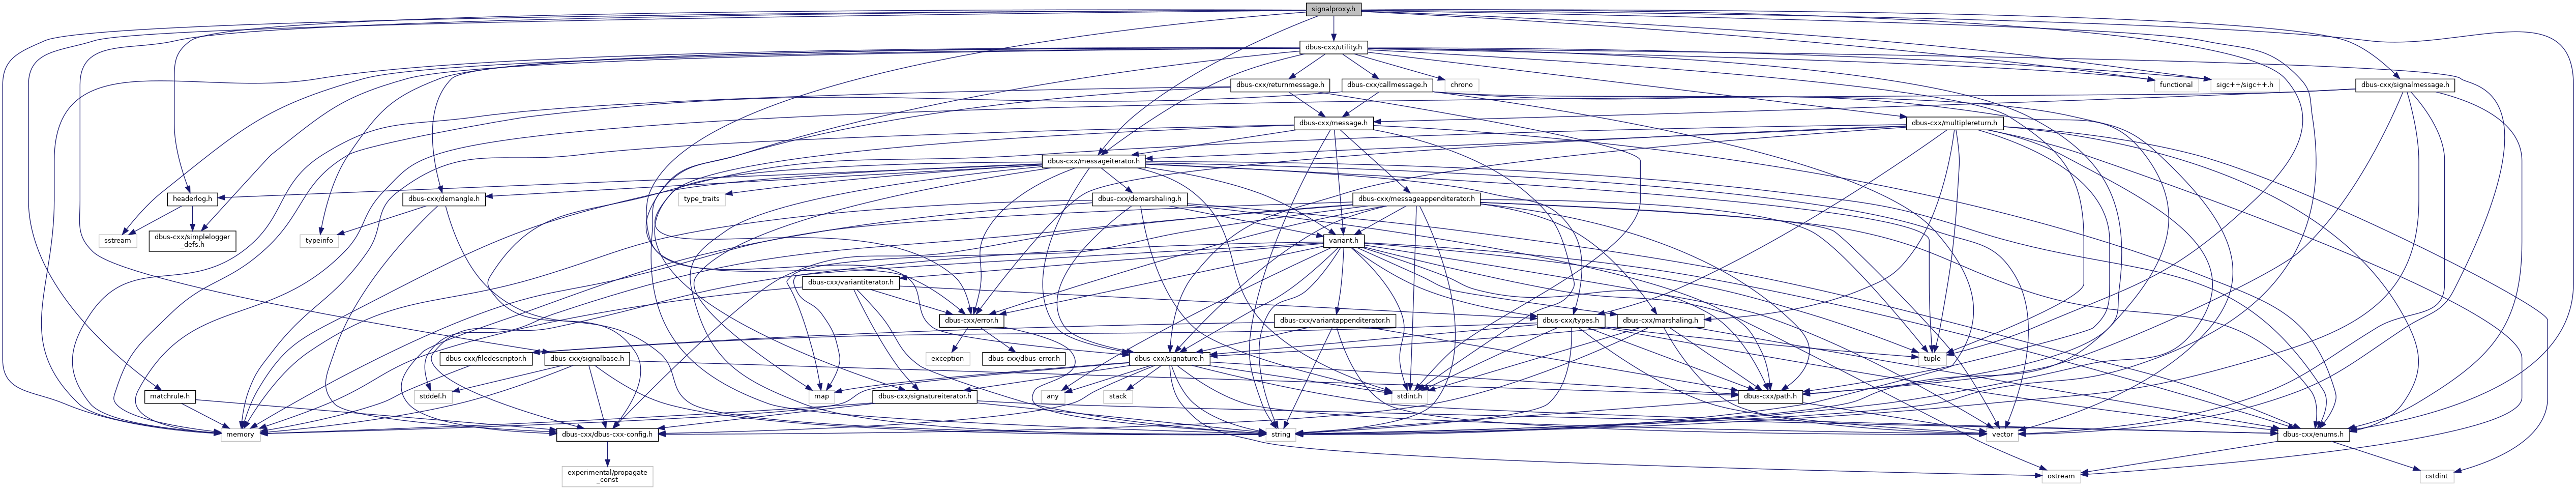 signalproxy.h
dbus-cxx/utility.h
dbus-cxx/returnmessage.h
dbus-cxx/callmessage.h
chrono
functional
sigc++/sigc++.h
dbus-cxx/signalmessage.h
dbus-cxx/message.h
dbus-cxx/multiplereturn.h
dbus-cxx/messageiterator.h
headerlog.h
dbus-cxx/demangle.h
type_traits
dbus-cxx/demarshaling.h
dbus-cxx/messageappenditerator.h
sstream
dbus-cxx/simplelogger
_defs.h
typeinfo
variant.h
dbus-cxx/variantiterator.h
dbus-cxx/error.h
dbus-cxx/variantappenditerator.h
dbus-cxx/types.h
dbus-cxx/marshaling.h
dbus-cxx/filedescriptor.h
dbus-cxx/signalbase.h
exception
dbus-cxx/dbus-error.h
dbus-cxx/signature.h
tuple
matchrule.h
stddef.h
map
dbus-cxx/signatureiterator.h
any
stack
stdint.h
dbus-cxx/path.h
memory
dbus-cxx/dbus-cxx-config.h
string
vector
dbus-cxx/enums.h
experimental/propagate
_const
ostream
cstdint